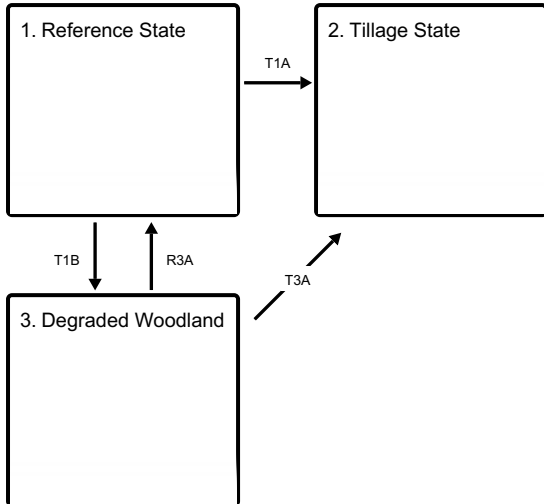 1. Reference State
2. Tillage State
T1A
T1B
R3A
T3A
3. Degraded Woodland